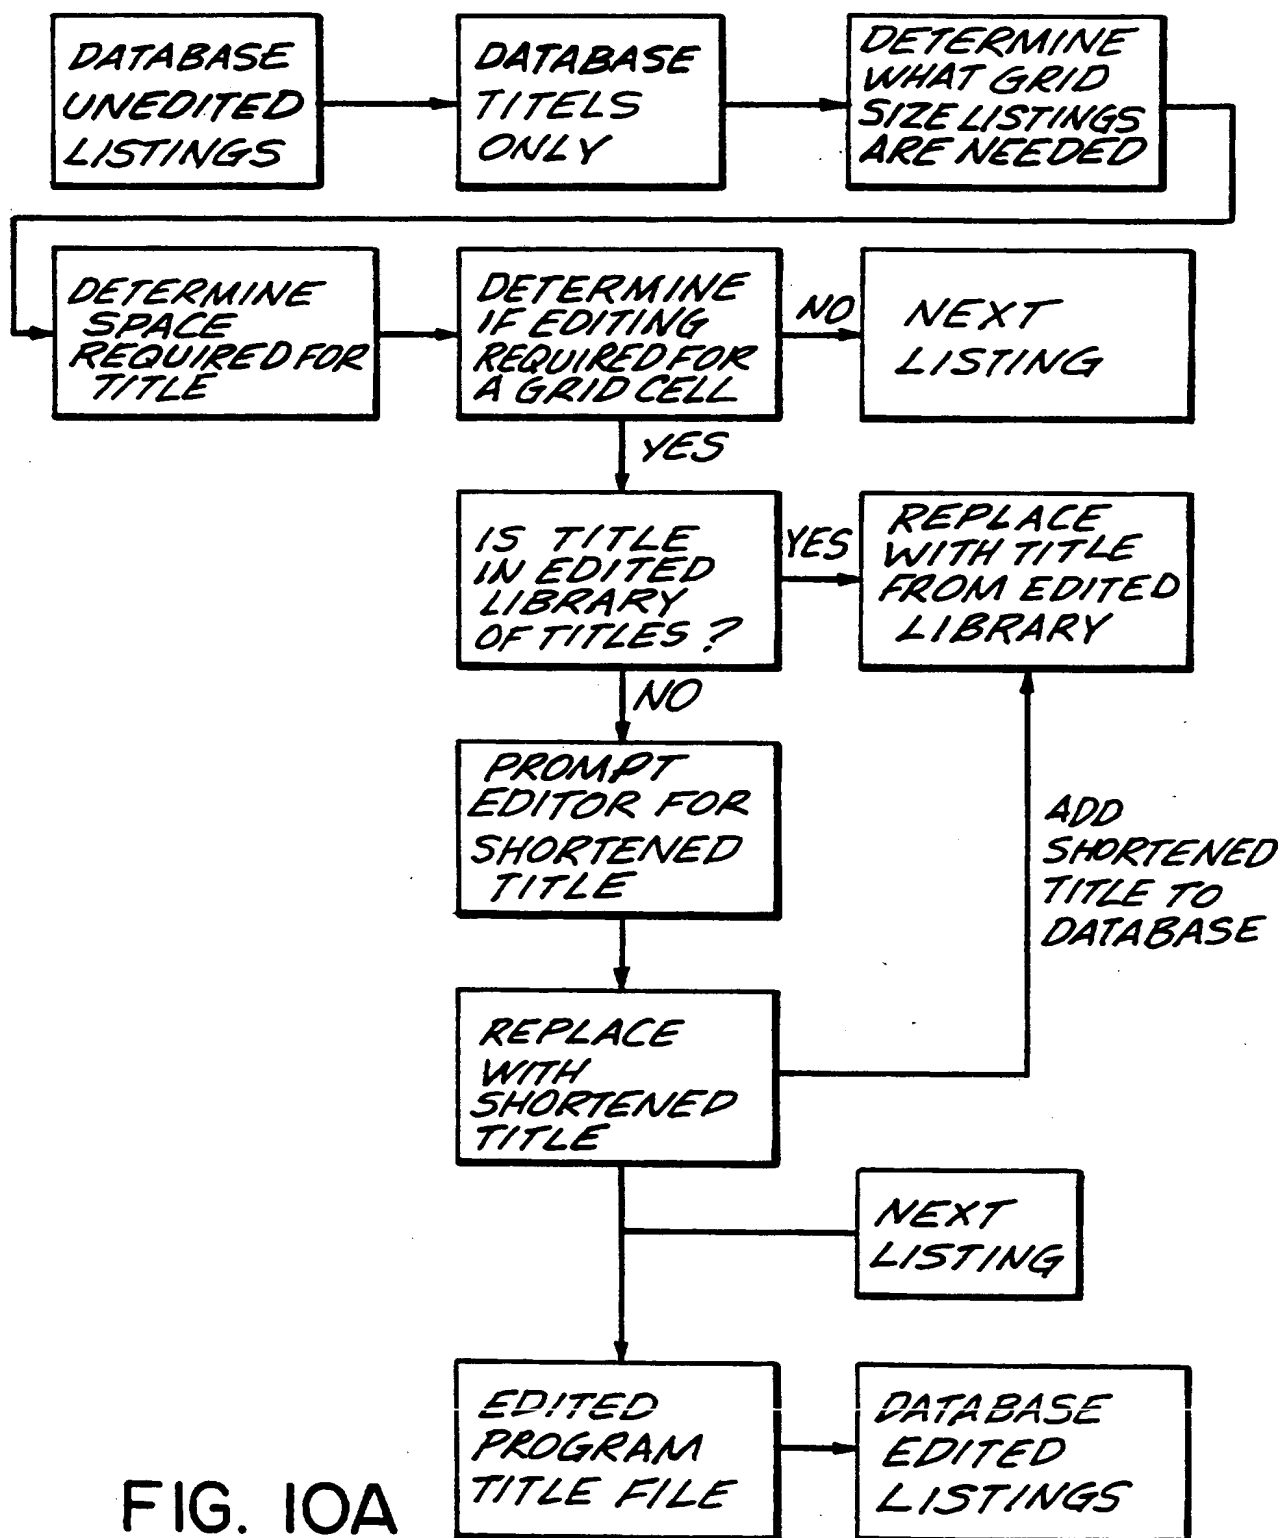 DATABASE
UNEDITED
LISTINGS
DATABASE
TITELS
ONLY
DETERMINE
WHAT GRID
SIZE LISTINGS
ARE NEEDED
DETERMINE
SPACE
REQUIRED FOR
TITLE
DETERMINE
IF EDITING
REQUIRED FOR
A GRID CELL
NO
NEXT
LISTING
YES
IS TITLE
IN EDITED
LIBRARY
OF TITLES?
YES
REPLACE
WITH TITLE
FROM EDITED
LIBRARY
NO
PROMPT
EDITOR FOR
SHORTENED
TITLE
ADD
SHORTENED
TITLE TO
DATABASE
REPLACE
WITH
SHORTENED
TITLE
NEXT
LISTING
EDITED
PROGRAM
TITLE FILE
DATABASE
EDITED
LISTINGS
FIG. 10A